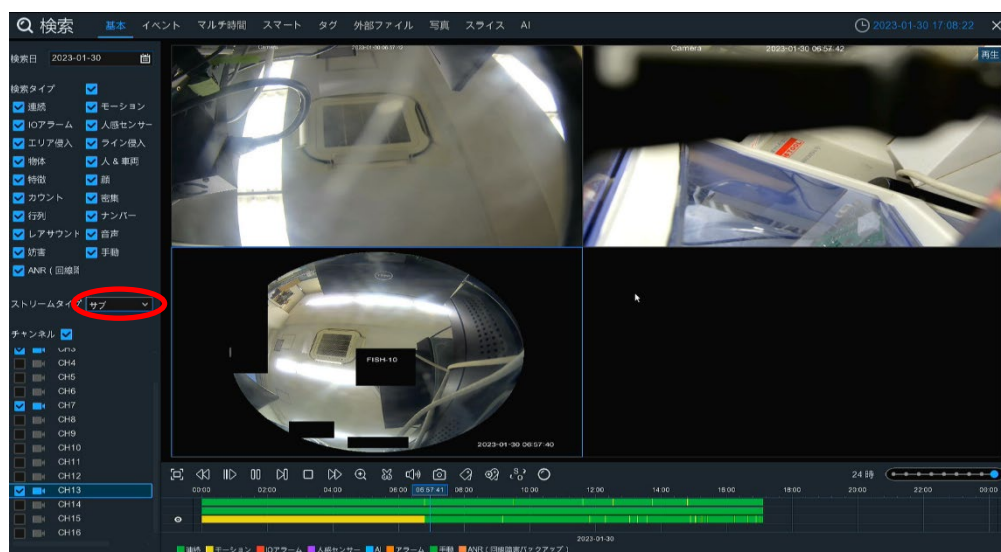 検索 基本 イベント マルチ時間 スマート タグ 外部ファイル 写真 スライス AI 2023-01-30 17:08:22
検索日 2023-01-30
検索タイプ
連続 モーション
IOアラーム 人感センサー
エリア侵入 ライン侵入
物体 人 & 車両
特徴 顔
カウント 密集
行列 ナンバー
レアサウンド 音声
妨害 手動
ANR ( 回線障
ストリームタイプ サブ
チャンネル
CH3
CH4
CH5
CH6
CH7
CH8
CH9
CH10
CH11
CH12
CH13
CH14
CH15
CH16
Camera
Camera 2023-01-30 06:57:42
再生
FISH-10
2023-01-30 06:57:40
24 時
00:00 02:00 04:00 06:00 06:57:41 08:00 10:00 12:00 14:00 16:00 18:00 20:00 22:00 00:00
2023-01-30
連続 モーション IOアラーム 人感センサー AI アラーム 手動 ANR ( 回線障害バックアップ )